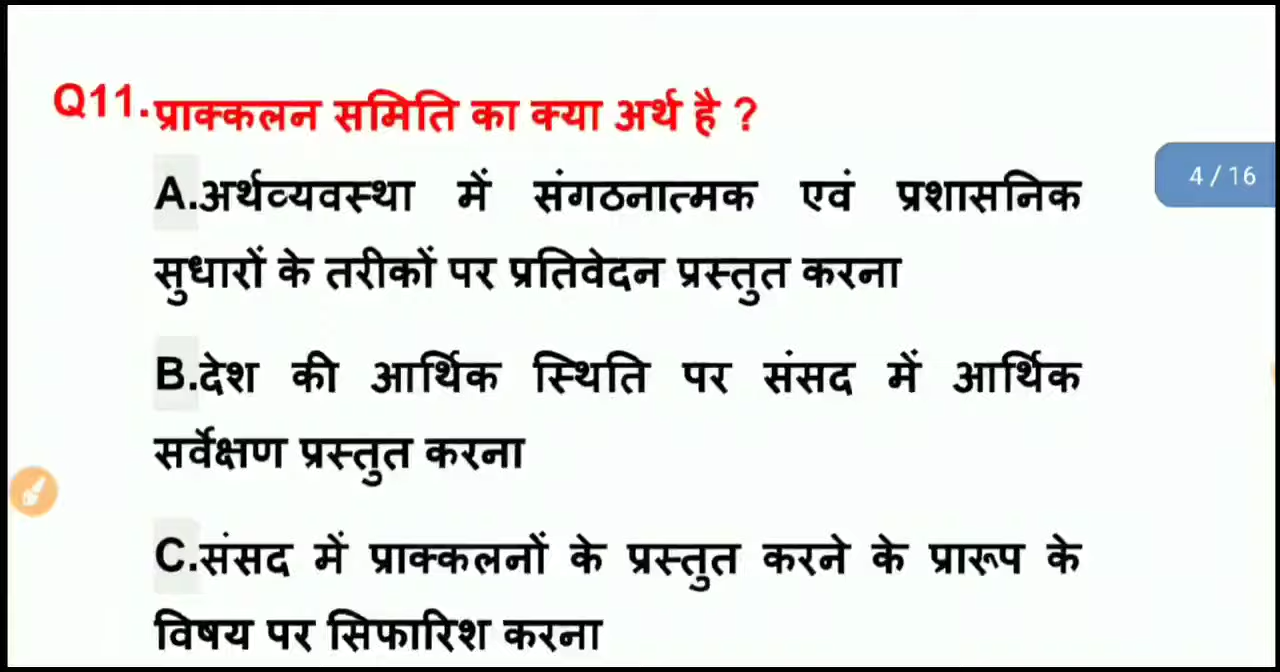 Q11.प्राक्कलन समिति का क्या अर्थ है ?
A.अर्थव्यवस्था में संगठनात्मक एवं प्रशासनिक
4 / 16
सुधारों के तरीकों पर प्रतिवेदन प्रस्तुत करना
B.देश की आर्थिक स्थिति पर संसद में आर्थिक
सर्वेक्षण प्रस्तुत करना
C.संसद में प्राक्कलनों के प्रस्तुत करने के प्रारूप के
विषय पर सिफारिश करना